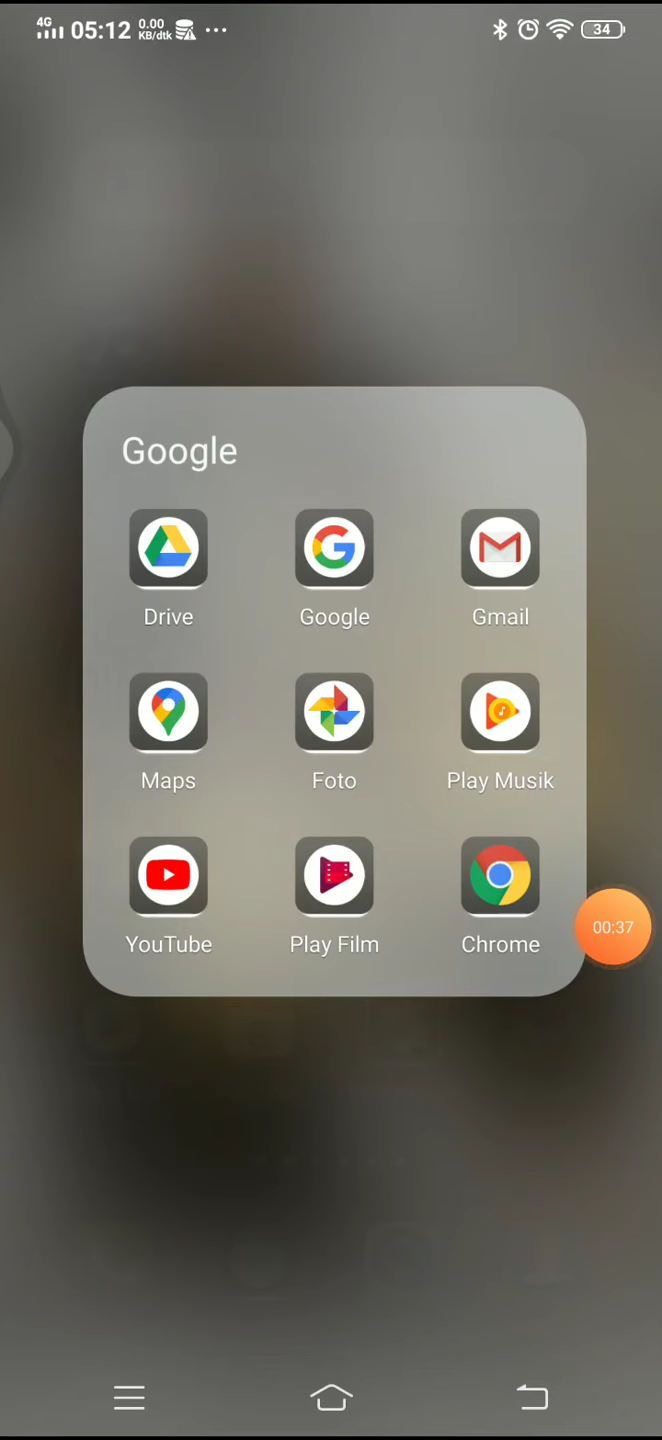 4G 05:12 0.00 KB/dtk 34
Google
Drive Google Gmail
Maps Foto Play Musik
YouTube Play Film Chrome
00:37